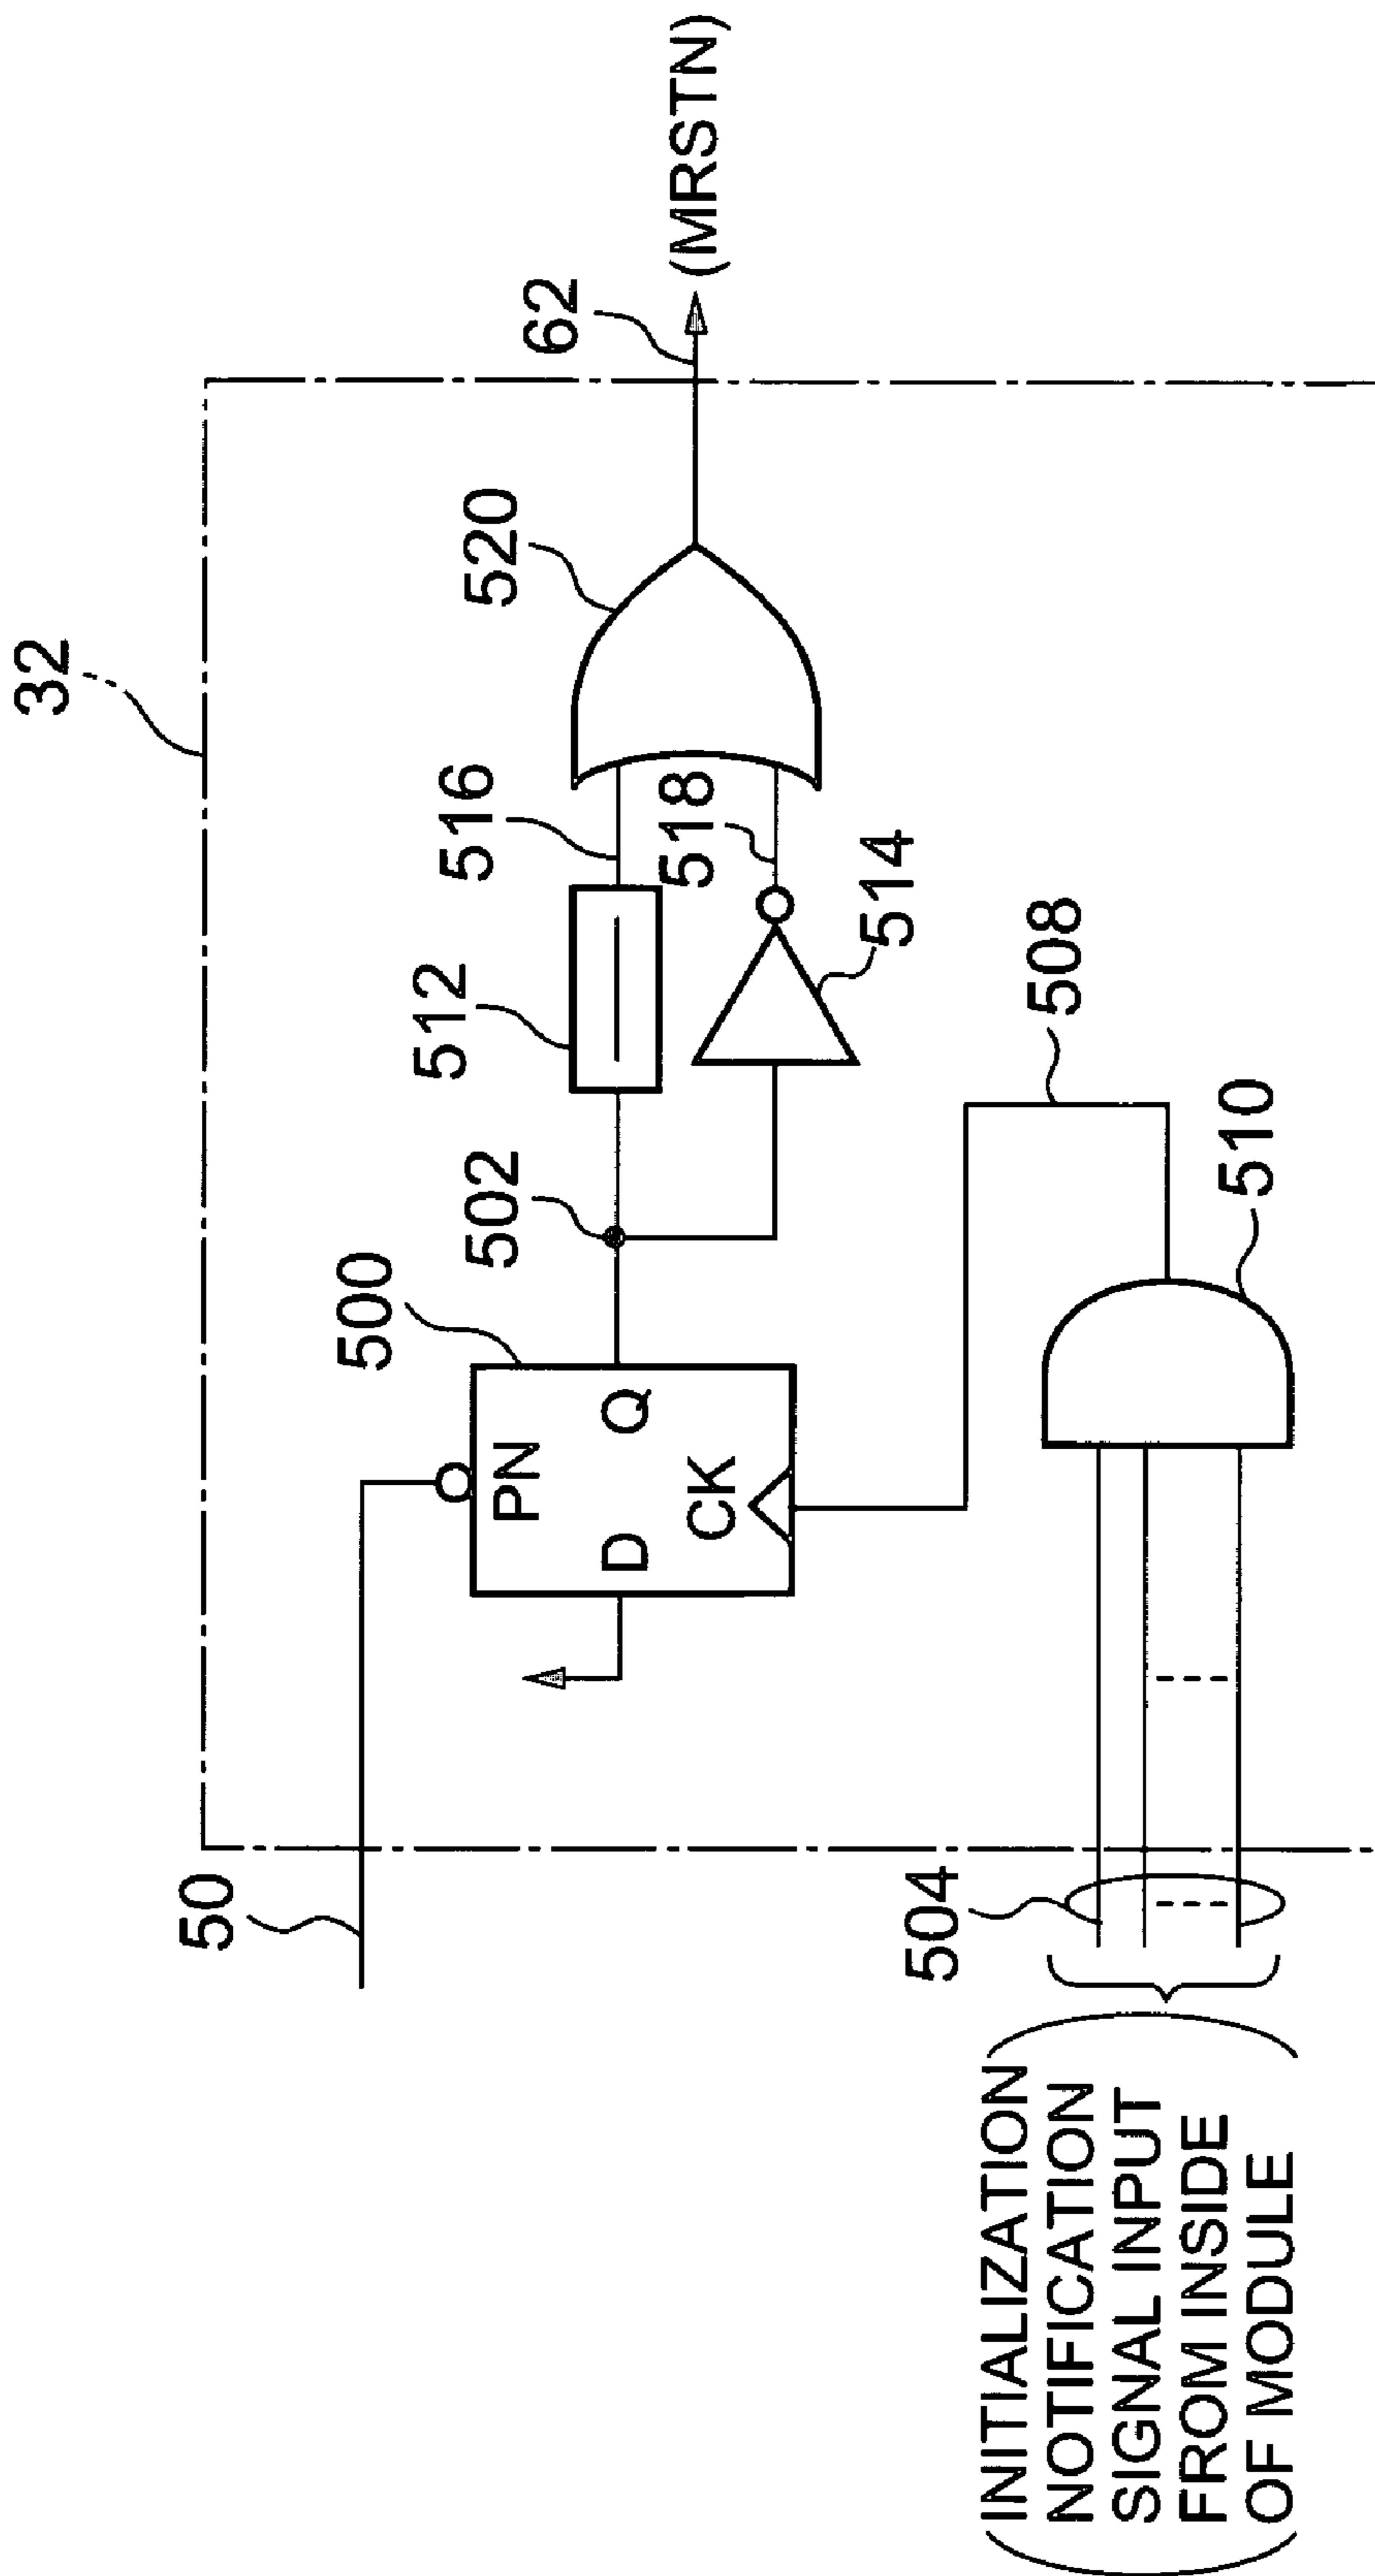 32
50
500
PN
D
Q
CK
502
512
516
520
62
(MRSTN)
518
514
508
510
504
(INITIALIZATION
NOTIFICATION
SIGNAL INPUT
FROM INSIDE
OF MODULE)